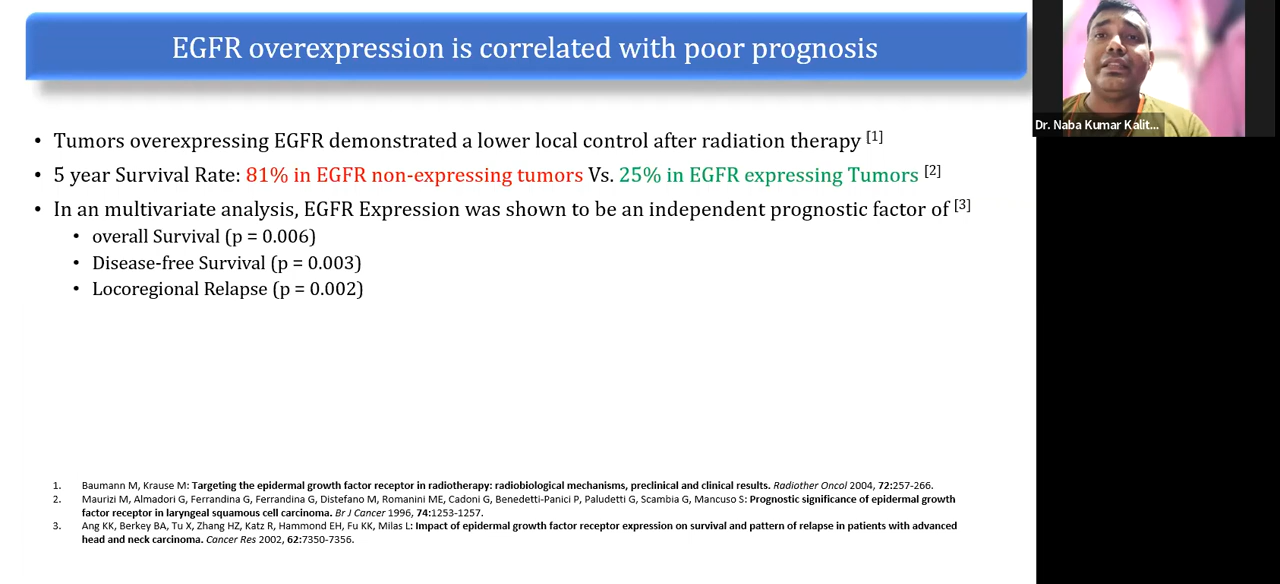 EGFR overexpression is correlated with poor prognosis
Dr. Naba Kumar Kalit...
• Tumors overexpressing EGFR demonstrated a lower local control after radiation therapy [1]
• 5 year Survival Rate: 81% in EGFR non-expressing tumors Vs. 25% in EGFR expressing Tumors [2]
• In an multivariate analysis, EGFR Expression was shown to be an independent prognostic factor of [3]
• overall Survival (p = 0.006)
• Disease-free Survival (p = 0.003)
• Locoregional Relapse (p = 0.002)
1. Baumann M, Krause M: Targeting the epidermal growth factor receptor in radiotherapy: radiobiological mechanisms, preclinical and clinical results. Radiother Oncol 2004, 72:257-266.
2. Maurizi M, Almadori G, Ferrandina G, Ferrandina G, Distefano M, Romanini ME, Cadoni G, Benedetti-Panici P, Paludetti G, Scambia G, Mancuso S: Prognostic significance of epidermal growth
factor receptor in laryngeal squamous cell carcinoma. Br J Cancer 1996, 74:1253-1257.
3. Ang KK, Berkey BA, Tu X, Zhang HZ, Katz R, Hammond EH, Fu KK, Milas L: Impact of epidermal growth factor receptor expression on survival and pattern of relapse in patients with advanced
head and neck carcinoma. Cancer Res 2002, 62:7350-7356.